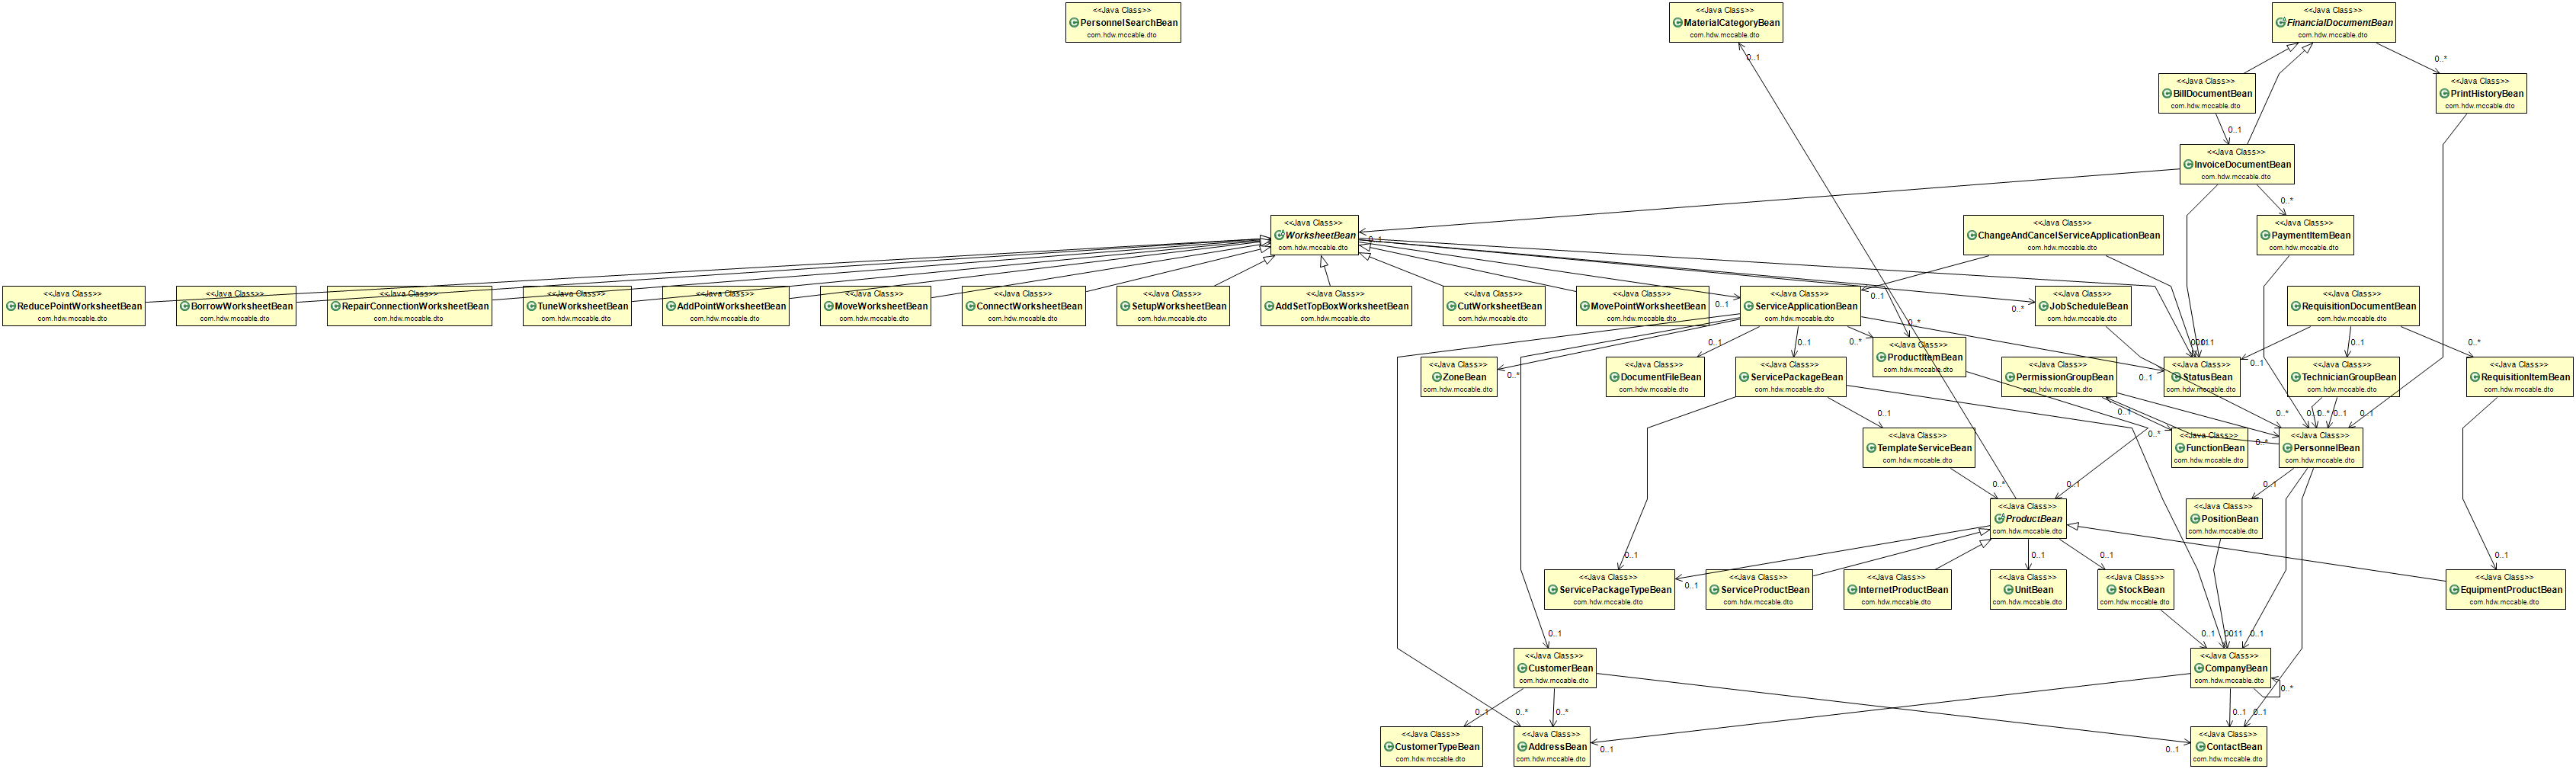 <<Java Class>>
PersonnelSearchBean
com.hdw.mccable.dto
<<Java Class>>
MaterialCategoryBean
com.hdw.mccable.dto
0..1
<<Java Class>>
FinancialDocumentBean
com.hdw.mccable.dto
0..*
<<Java Class>>
BillDocumentBean
com.hdw.mccable.dto
0..1
<<Java Class>>
PrintHistoryBean
com.hdw.mccable.dto
<<Java Class>>
InvoiceDocumentBean
com.hdw.mccable.dto
0..*
<<Java Class>>
WorksheetBean
com.hdw.mccable.dto
0..1
<<Java Class>>
ChangeAndCancelServiceApplicationBean
com.hdw.mccable.dto
<<Java Class>>
PaymentItemBean
com.hdw.mccable.dto
<<Java Class>>
ReducePointWorksheetBean
com.hdw.mccable.dto
<<Java Class>>
BorrowWorksheetBean
com.hdw.mccable.dto
<<Java Class>>
RepairConnectionWorksheetBean
com.hdw.mccable.dto
<<Java Class>>
TuneWorksheetBean
com.hdw.mccable.dto
<<Java Class>>
AddPointWorksheetBean
com.hdw.mccable.dto
<<Java Class>>
MoveWorksheetBean
com.hdw.mccable.dto
<<Java Class>>
ConnectWorksheetBean
com.hdw.mccable.dto
<<Java Class>>
SetupWorksheetBean
com.hdw.mccable.dto
<<Java Class>>
AddSetTopBoxWorksheetBean
com.hdw.mccable.dto
<<Java Class>>
CutWorksheetBean
com.hdw.mccable.dto
<<Java Class>>
MovePointWorksheetBean
com.hdw.mccable.dto
0..1
<<Java Class>>
ServiceApplicationBean
com.hdw.mccable.dto
0..1
0..*
<<Java Class>>
JobScheduleBean
com.hdw.mccable.dto
<<Java Class>>
RequisitionDocumentBean
com.hdw.mccable.dto
0..*
0..1
0..1
0..*
0..1
0..*
<<Java Class>>
ZoneBean
com.hdw.mccable.dto
0..*
<<Java Class>>
DocumentFileBean
com.hdw.mccable.dto
<<Java Class>>
ServicePackageBean
com.hdw.mccable.dto
<<Java Class>>
ProductItemBean
com.hdw.mccable.dto
<<Java Class>>
PermissionGroupBean
com.hdw.mccable.dto
0..1
<<Java Class>>
StatusBean
com.hdw.mccable.dto
0..1
<<Java Class>>
TechnicianGroupBean
com.hdw.mccable.dto
<<Java Class>>
RequisitionItemBean
com.hdw.mccable.dto
0..1
0..1
0..*
0..*
0..1
0..1
<<Java Class>>
TemplateServiceBean
com.hdw.mccable.dto
0..*
<<Java Class>>
FunctionBean
com.hdw.mccable.dto
0..*
<<Java Class>>
PersonnelBean
com.hdw.mccable.dto
0..*
0..1
0..1
<<Java Class>>
ProductBean
com.hdw.mccable.dto
<<Java Class>>
PositionBean
com.hdw.mccable.dto
0..1
0..1
0..1
0..1
0..1
<<Java Class>>
ServicePackageTypeBean
com.hdw.mccable.dto
0..1
<<Java Class>>
ServiceProductBean
com.hdw.mccable.dto
<<Java Class>>
InternetProductBean
com.hdw.mccable.dto
<<Java Class>>
UnitBean
com.hdw.mccable.dto
<<Java Class>>
StockBean
com.hdw.mccable.dto
<<Java Class>>
EquipmentProductBean
com.hdw.mccable.dto
0..1
0..1
0..1
<<Java Class>>
CustomerBean
com.hdw.mccable.dto
<<Java Class>>
CompanyBean
com.hdw.mccable.dto
0..*
0..1
0..*
0..*
0..1
0..1
<<Java Class>>
CustomerTypeBean
com.hdw.mccable.dto
<<Java Class>>
AddressBean
com.hdw.mccable.dto
0..1
0..1
<<Java Class>>
ContactBean
com.hdw.mccable.dto